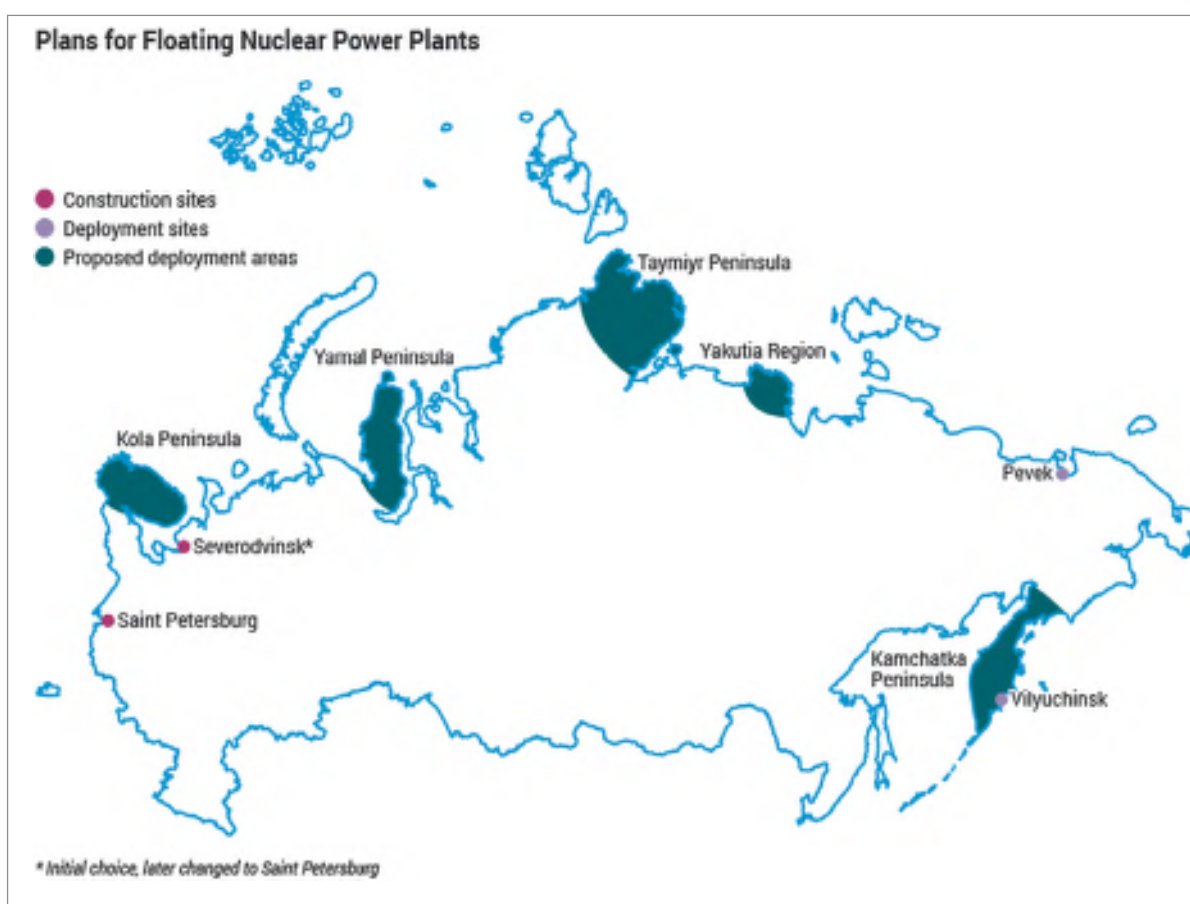 Plans for Floating Nuclear Power Plants
Construction sites
Deployment sites
Proposed deployment areas
Taymiyr Peninsula
Yakutia Region
Yamal Peninsula
Kola Peninsula
Pevek
Severodvinsk*
Saint Petersburg
Kamchatka
Peninsula
Vilyuchinsk
* Initial choice, later changed to Saint Petersburg